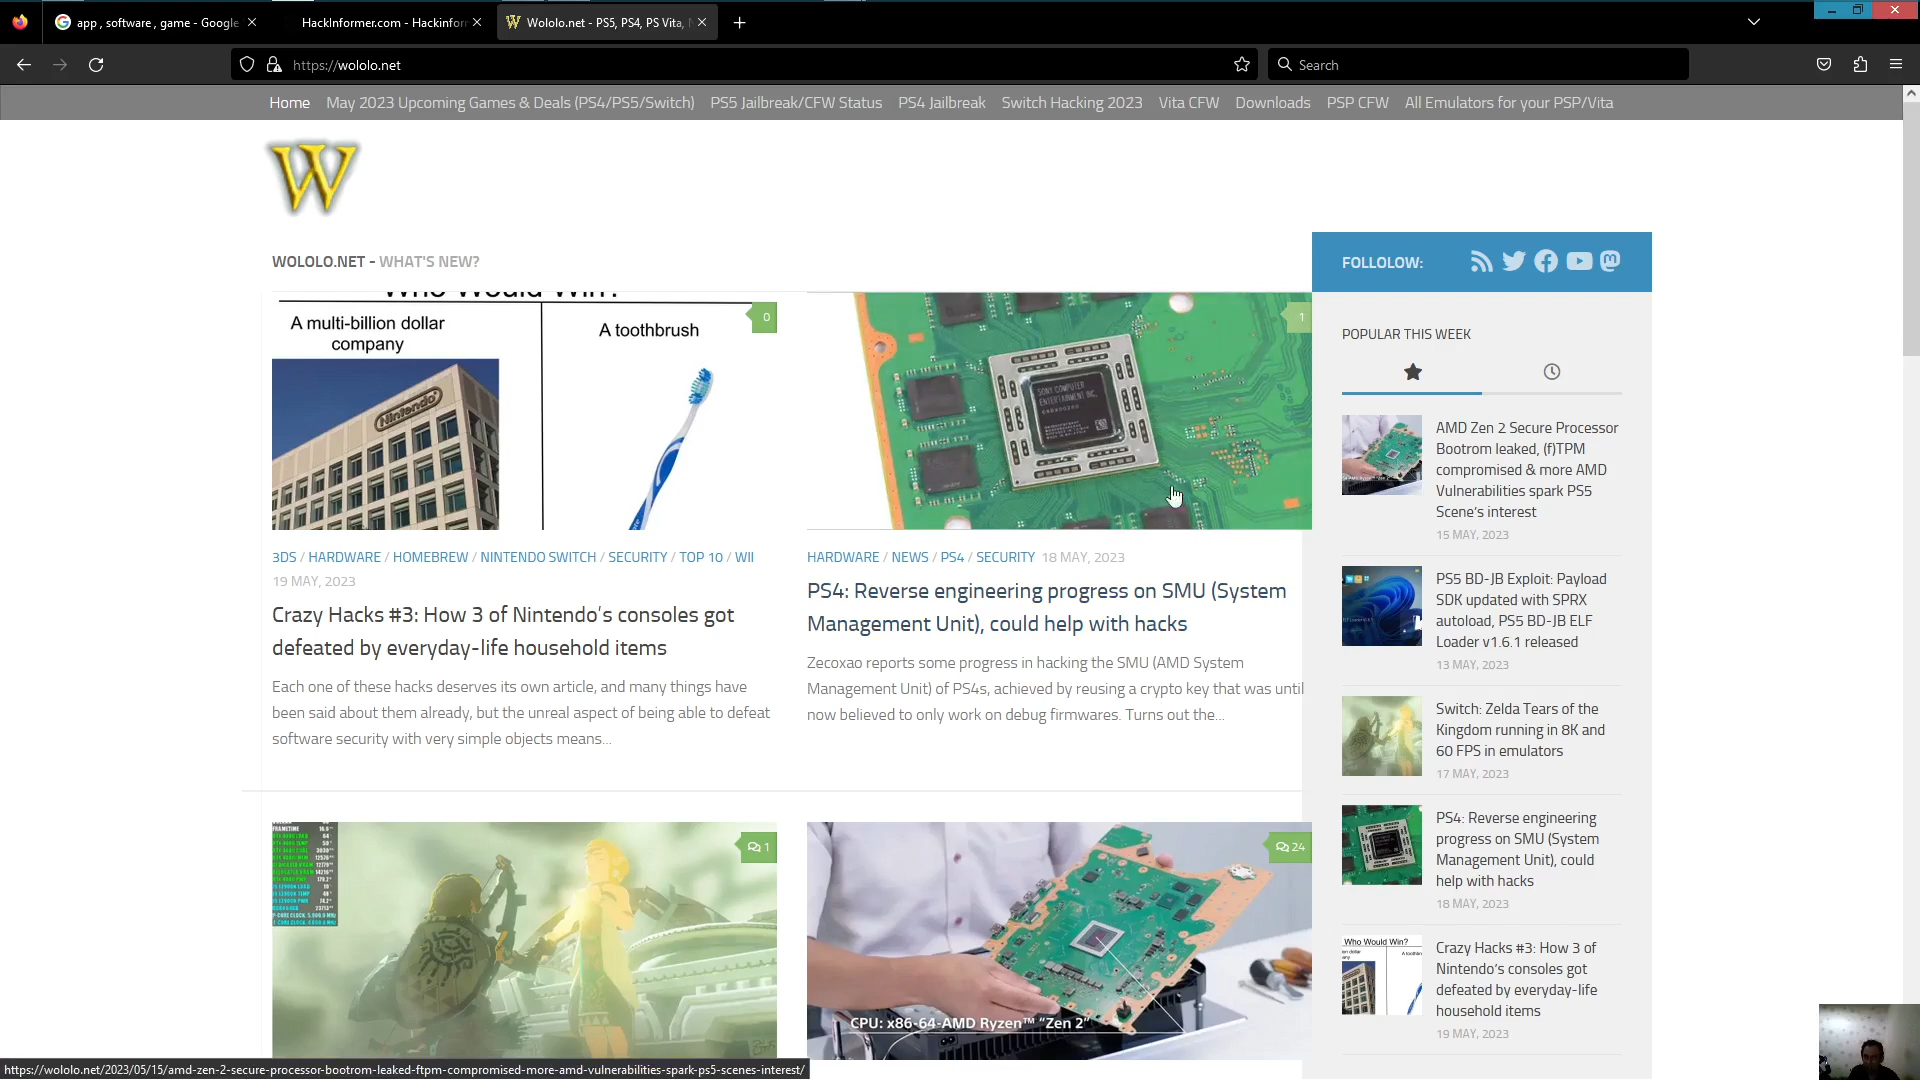 app , software , game - Google
HackInformer.com - Hackinfor
Wololo.net - PS5, PS4, PS Vita,
https://wololo.net
Search
Home
May 2023 Upcoming Games & Deals (PS4/PS5/Switch)
PS5 Jailbreak/CFW Status
PS4 Jailbreak
Switch Hacking 2023
Vita CFW
Downloads
PSP CFW
All Emulators for your PSP/Vita
W
WOLOLO.NET - WHAT'S NEW?
FOLLOLOW:
Who Would Win?
A multi-billion dollar
company
A toothbrush
Nintendo
0
3DS / HARDWARE / HOMEBREW / NINTENDO SWITCH / SECURITY / TOP 10 / WII
19 MAY, 2023
Crazy Hacks #3: How 3 of Nintendo's consoles got
defeated by everyday-life household items
Each one of these hacks deserves its own article, and many things have
been said about them already, but the unreal aspect of being able to defeat
software security with very simple objects means...
1
SONY COMPUTER
ENTERTAINMENT INC.
HARDWARE / NEWS / PS4 / SECURITY 18 MAY, 2023
PS4: Reverse engineering progress on SMU (System
Management Unit), could help with hacks
Zecoxao reports some progress in hacking the SMU (AMD System
Management Unit) of PS4s, achieved by reusing a crypto key that was until
now believed to only work on debug firmwares. Turns out the...
1
24
CPU: x86-64-AMD Ryzen™ "Zen 2"
POPULAR THIS WEEK
AMD Zen 2 Secure Processor
Bootrom leaked, (f)TPM
compromised & more AMD
Vulnerabilities spark PS5
Scene's interest
15 MAY, 2023
PS5 BD-JB Exploit: Payload
SDK updated with SPRX
autoload, PS5 BD-JB ELF
Loader v1.6.1 released
13 MAY, 2023
Switch: Zelda Tears of the
Kingdom running in 8K and
60 FPS in emulators
17 MAY, 2023
PS4: Reverse engineering
progress on SMU (System
Management Unit), could
help with hacks
18 MAY, 2023
Who Would Win?
Crazy Hacks #3: How 3 of
Nintendo's consoles got
defeated by everyday-life
household items
19 MAY, 2023
https://wololo.net/2023/05/15/amd-zen-2-secure-processor-bootrom-leaked-ftpm-compromised-more-amd-vulnerabilities-spark-ps5-scenes-interest/